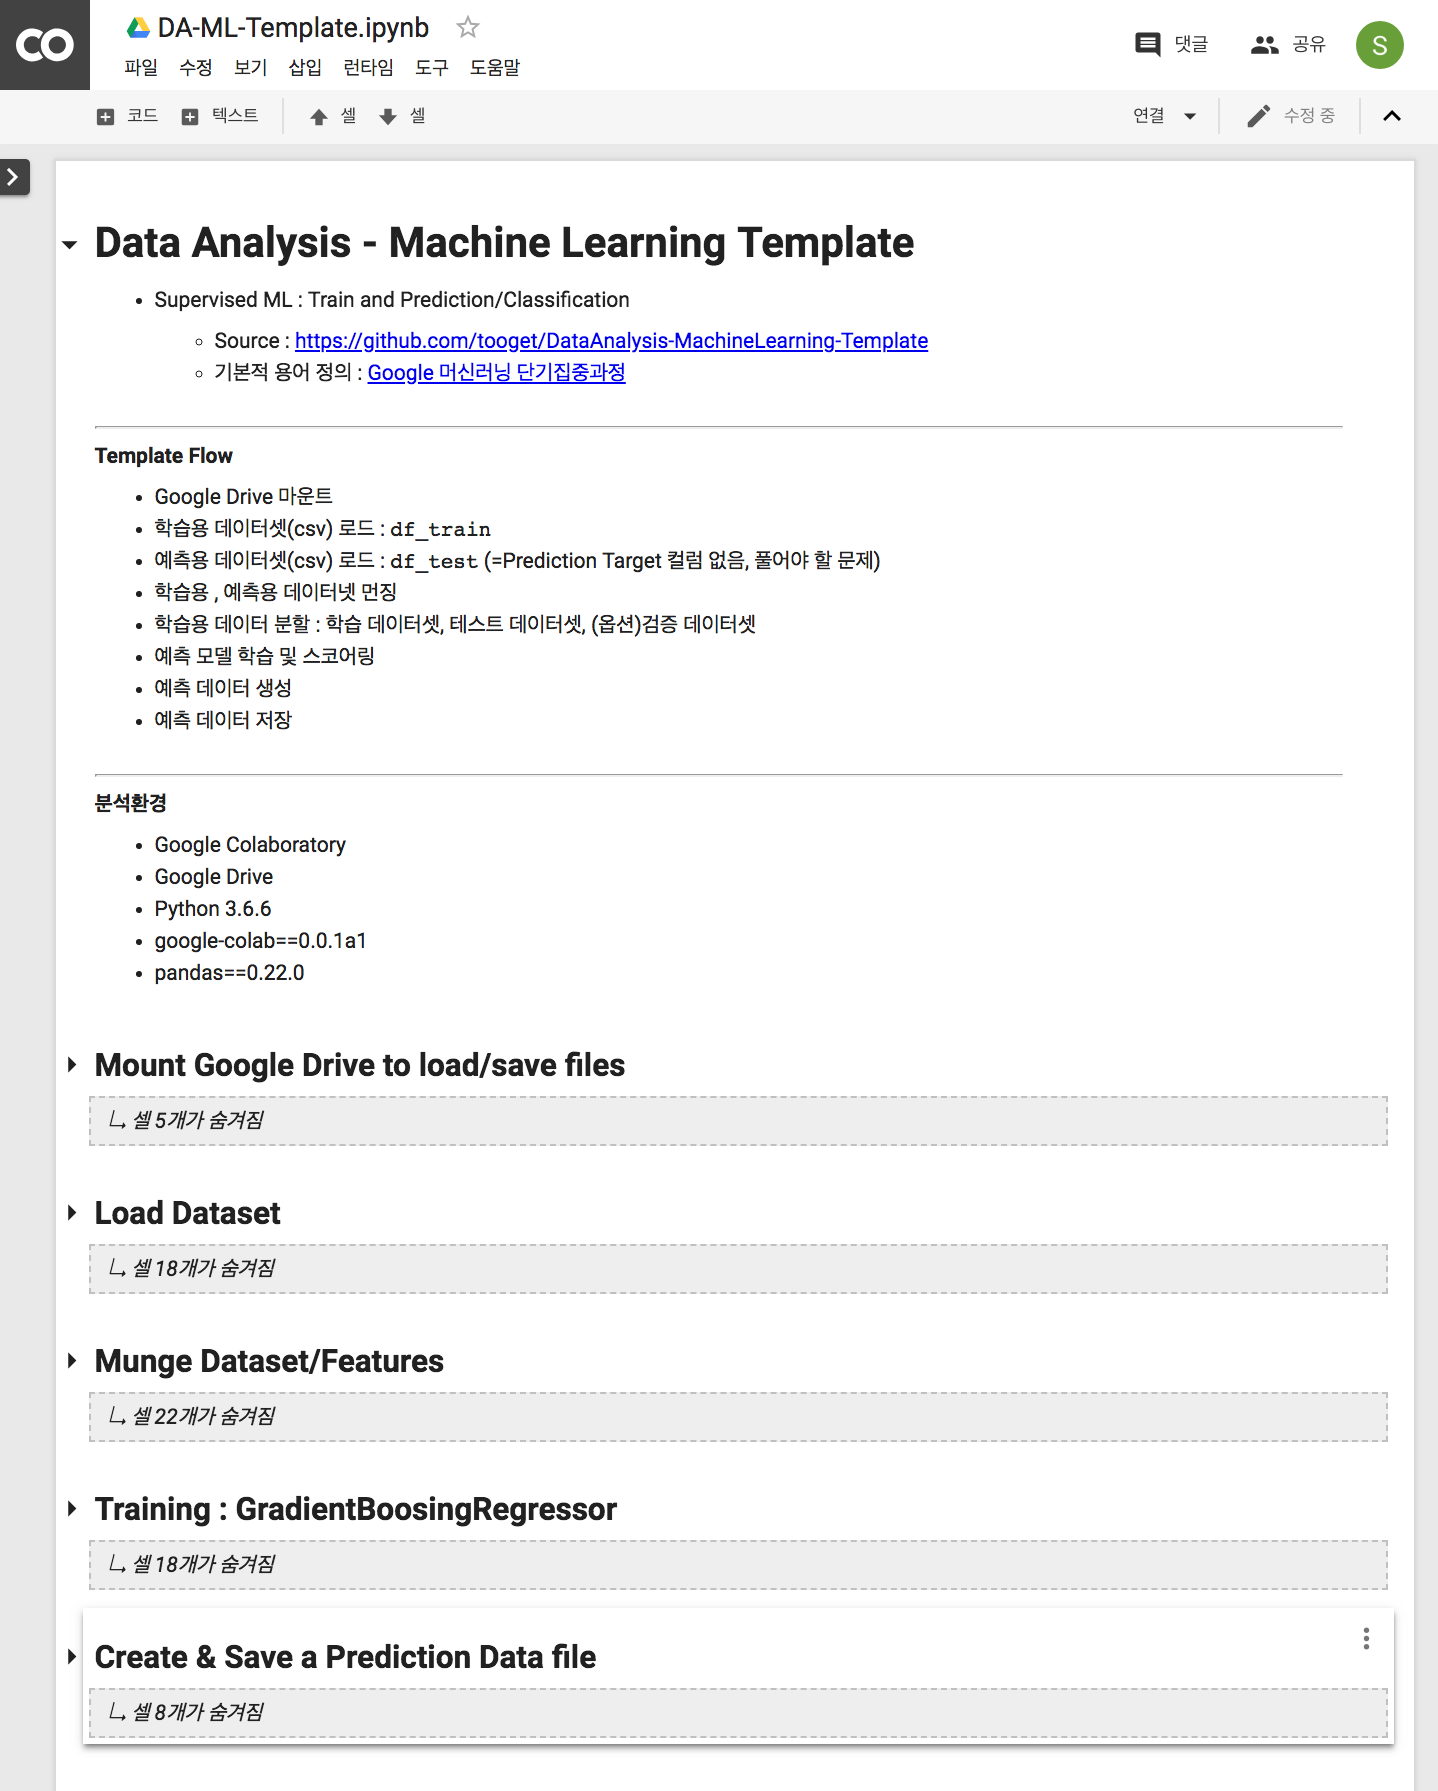 CO
DA-ML-Template.ipynb
파일 수정 보기 삽입 런타임 도구 도움말
댓글 공유 S
코드 텍스트 셀 셀
연결 수정 중
Data Analysis - Machine Learning Template
Supervised ML : Train and Prediction/Classification
Source : https://github.com/tooget/DataAnalysis-MachineLearning-Template
기본적 용어 정의 : Google 머신러닝 단기집중과정
Template Flow
Google Drive 마운트
학습용 데이터셋(csv) 로드 : df_train
예측용 데이터셋(csv) 로드 : df_test (=Prediction Target 컬럼 없음, 풀어야 할 문제)
학습용 , 예측용 데이터넷 먼징
학습용 데이터 분할 : 학습 데이터셋, 테스트 데이터셋, (옵션)검증 데이터셋
예측 모델 학습 및 스코어링
예측 데이터 생성
예측 데이터 저장
분석환경
Google Colaboratory
Google Drive
Python 3.6.6
google-colab==0.0.1a1
pandas==0.22.0
Mount Google Drive to load/save files
셀 5개가 숨겨짐
Load Dataset
셀 18개가 숨겨짐
Munge Dataset/Features
셀 22개가 숨겨짐
Training : GradientBoosingRegressor
셀 18개가 숨겨짐
Create & Save a Prediction Data file
셀 8개가 숨겨짐